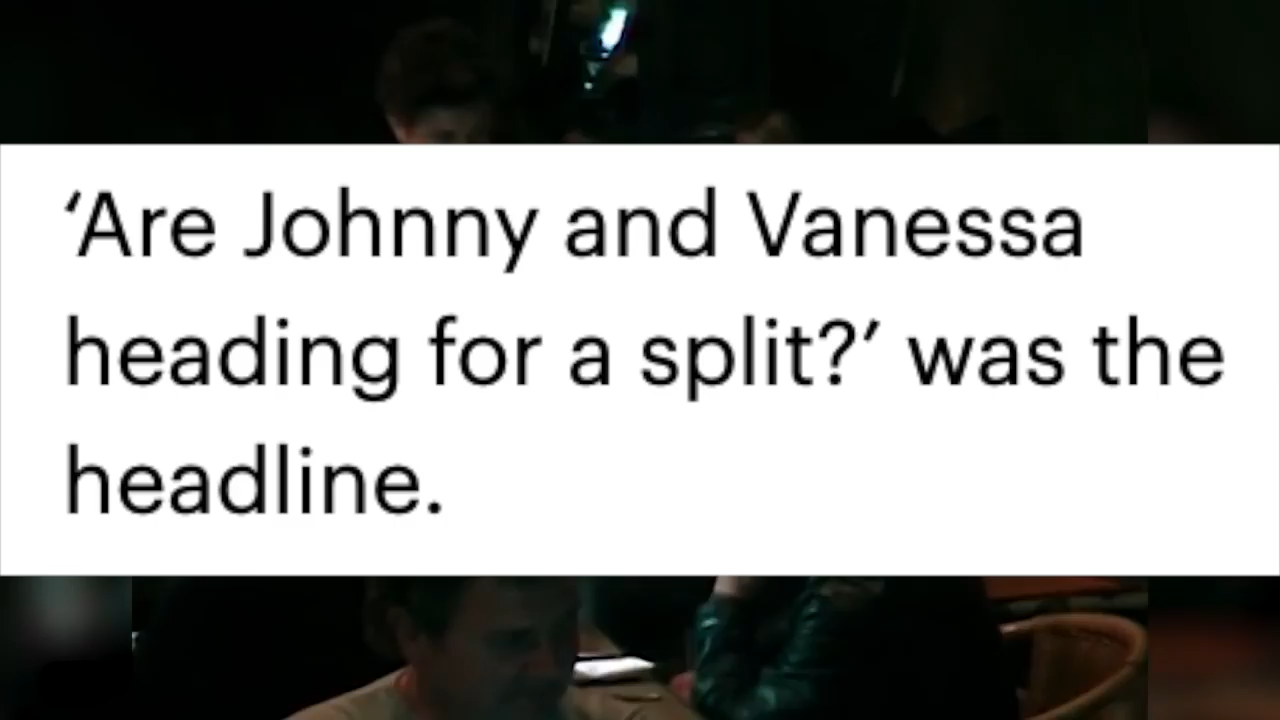 ‘Are Johnny and Vanessa
heading for a split?’ was the
headline.